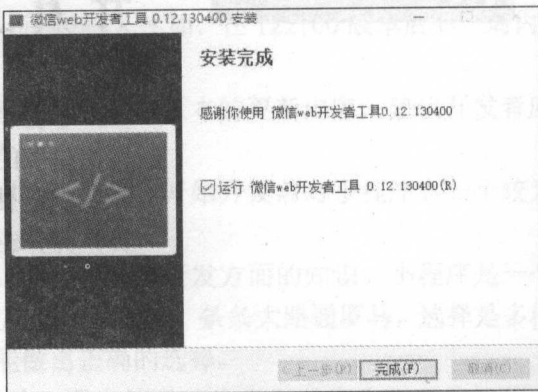 微信web开发者工具 0.12.130400 安装
安装完成
感谢你使用 微信web开发者工具0.12.130400
运行 微信web开发者工具 0.12.130400(R)
</>
<上一步(P) 完成(F) 取消(C)